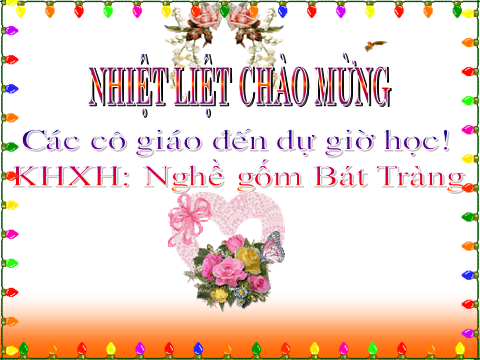 NHIỆT LIỆT CHÀO MỪNG
Các cô giáo đến dự giờ học!
KHXH: Nghề gốm Bát Tràng